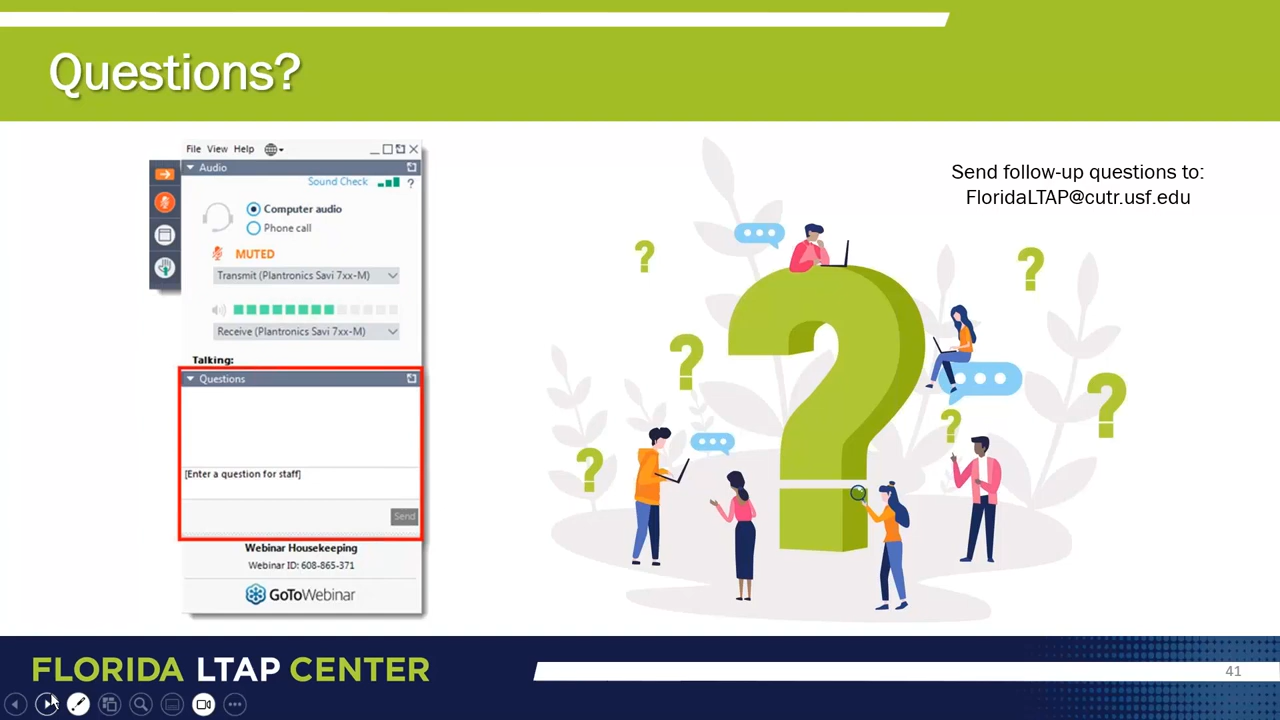 Questions?
File View Help
Audio
Sound Check
?
Computer audio
Phone call
MUTED
Transmit (Plantronics Savi 7xx-M)
Receive (Plantronics Savi 7xx-M)
Talking:
Questions
[Enter a question for staff]
Send
Webinar Housekeeping
Webinar ID: 608-865-371
GoToWebinar
Send follow-up questions to:
FloridaLTAP@cutr.usf.edu
?
?
?
?
?
?
?
FLORIDA LTAP CENTER
41